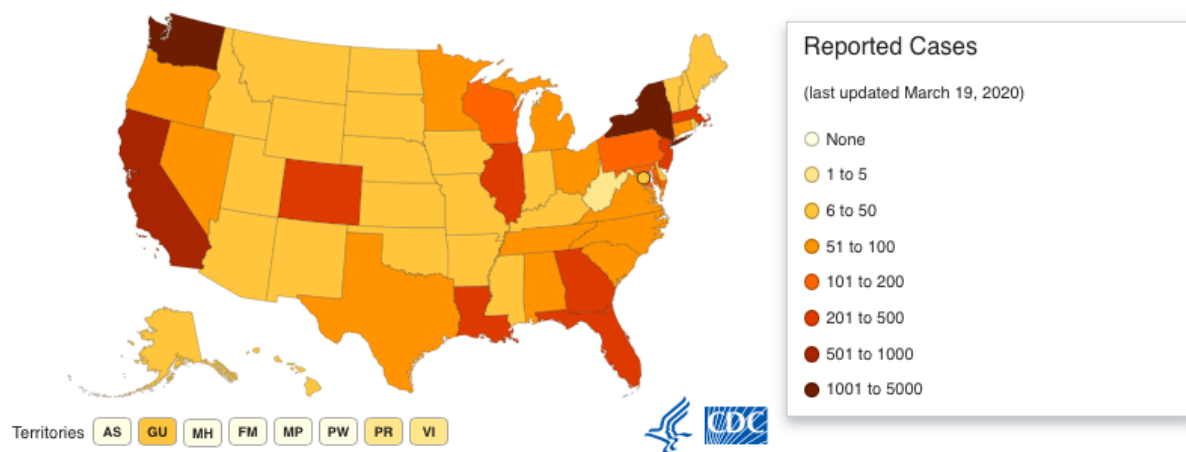 Reported Cases
(last updated March 19, 2020)
None
1 to 5
6 to 50
51 to 100
101 to 200
201 to 500
501 to 1000
1001 to 5000
Territories AS GU MH FM MP PW PR VI
CDC